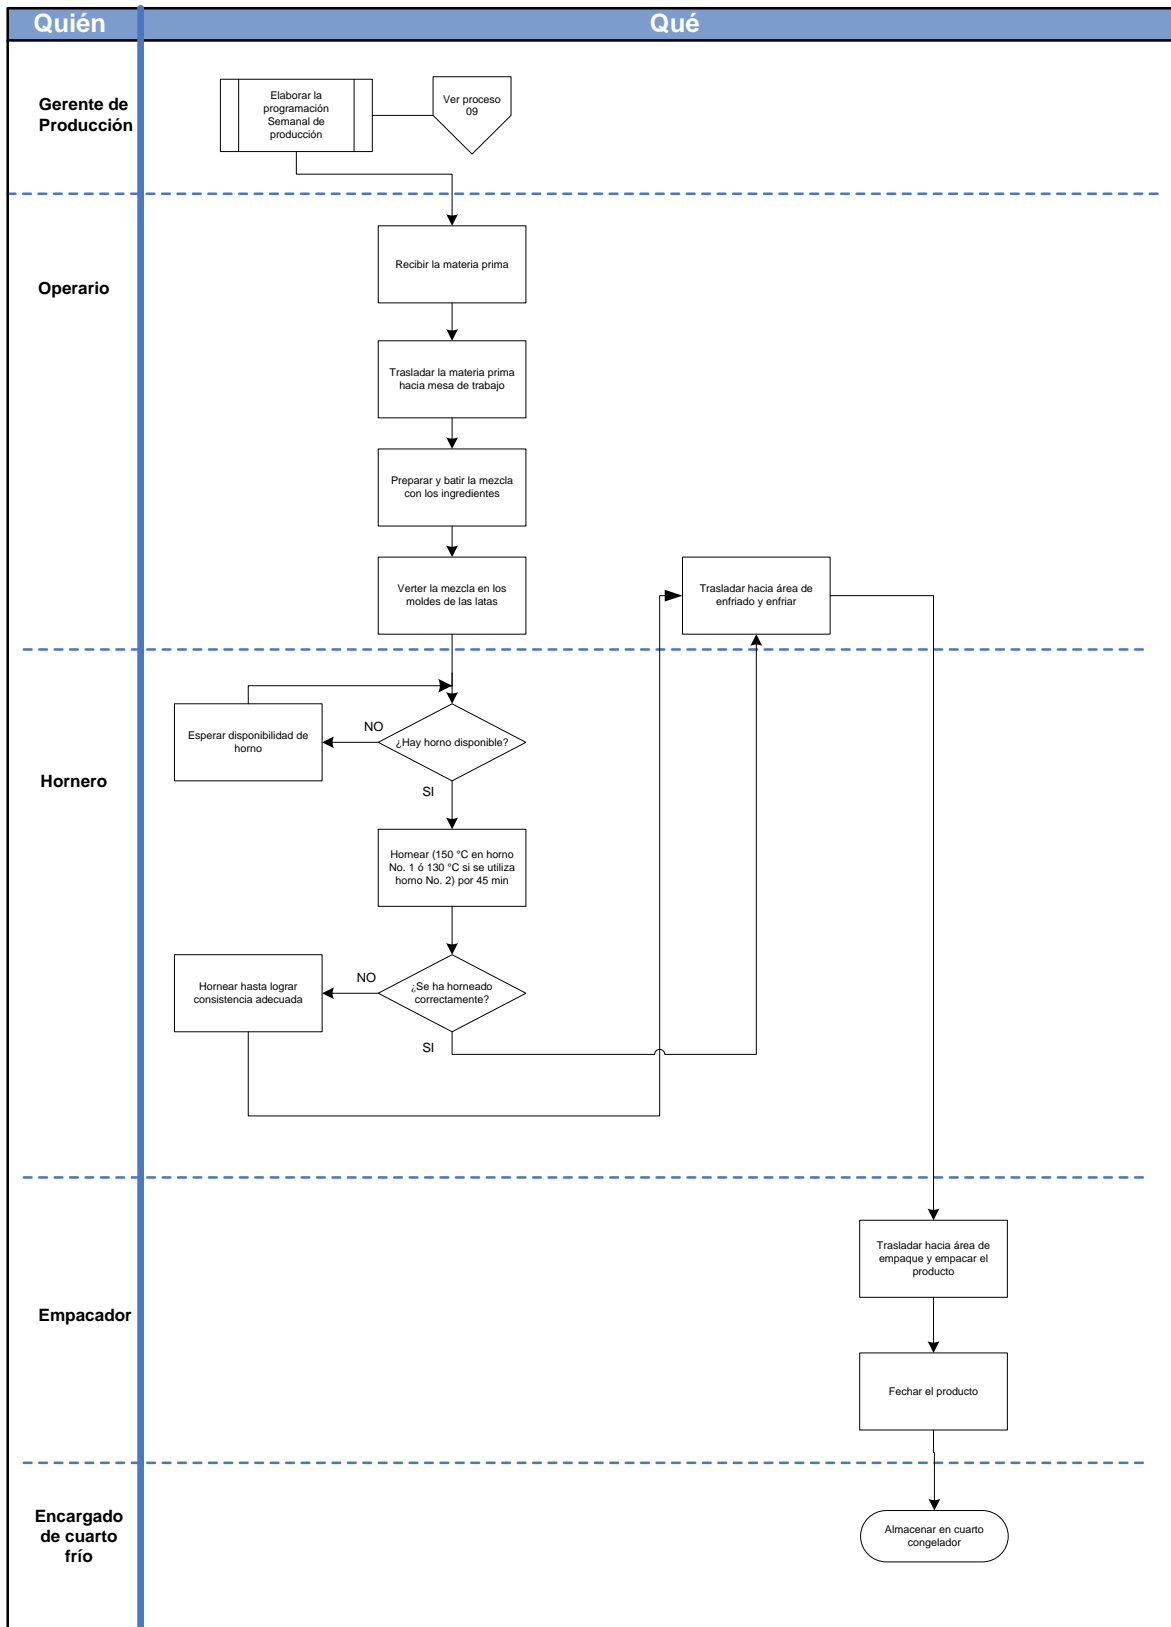 Quién
Qué
Gerente de
Producción
Elaborar la
programación
Semanal de
producción
Ver proceso
09
Operario
Recibir la materia prima
Trasladar la materia prima
hacia mesa de trabajo
Preparar y batir la mezcla
con los ingredientes
Verter la mezcla en los
moldes de las latas
Trasladar hacia área de
enfriado y enfriar
Hornero
Esperar disponibilidad de
horno
NO
¿Hay horno disponible?
SI
Hornear (150 °C en horno
No. 1 ó 130 °C si se utiliza
horno No. 2) por 45 min
Hornear hasta lograr
consistencia adecuada
NO
¿Se ha horneado
correctamente?
SI
Empacador
Trasladar hacia área de
empaque y empacar el
producto
Fechar el producto
Encargado
de cuarto
frío
Almacenar en cuarto
congelador